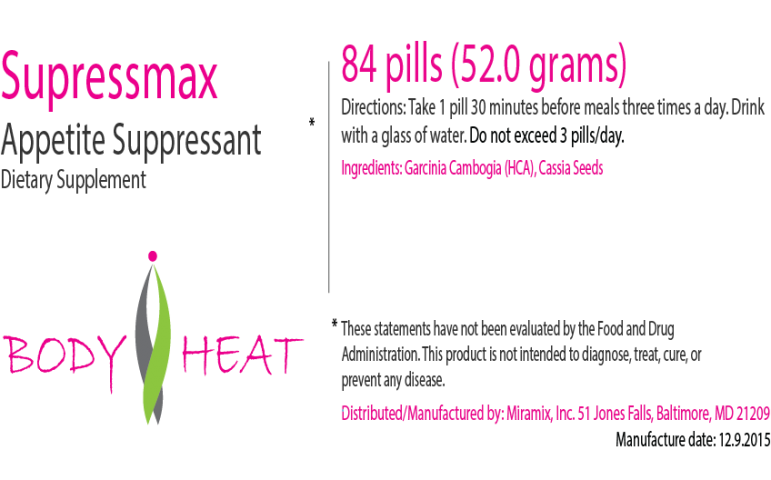 Supressmax
Appetite Suppressant
*
Dietary Supplement
BODY HEAT
84 pills (52.0 grams)
Directions: Take 1 pill 30 minutes before meals three times a day. Drink
with a glass of water. Do not exceed 3 pills/day.
Ingredients: Garcinia Cambogia (HCA), Cassia Seeds
* These statements have not been evaluated by the Food and Drug
Administration. This product is not intended to diagnose, treat, cure, or
prevent any disease.
Distributed/Manufactured by: Miramix, Inc. 51 Jones Falls, Baltimore, MD 21209
Manufacture date: 12.9.2015